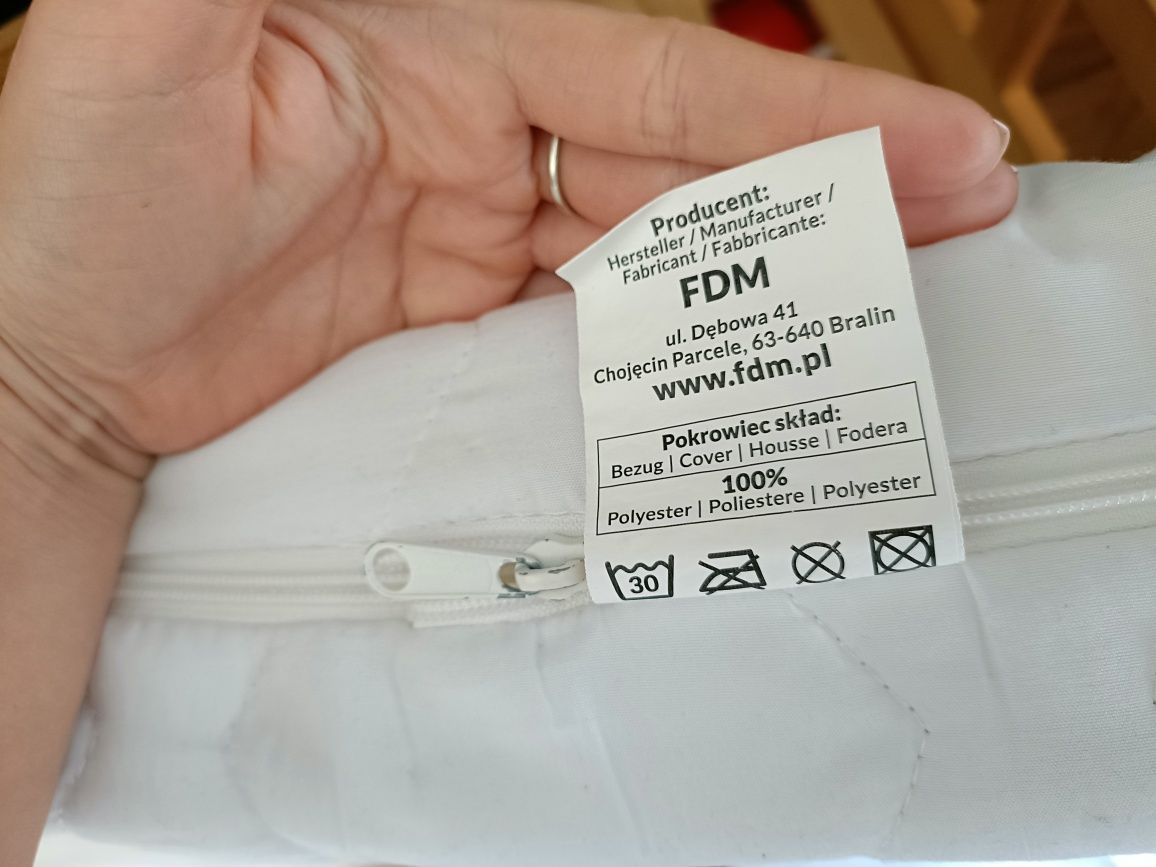 Producent:
Hersteller / Manufacturer /
Fabricant / Fabbricante:
FDM
ul. Dębowa 41
Chojęcin Parcele, 63-640 Bralin
www.fdm.pl
Pokrowiec skład:
Bezug | Cover | Housse | Fodera
100%
Polyester | Poliestere | Polyester
30